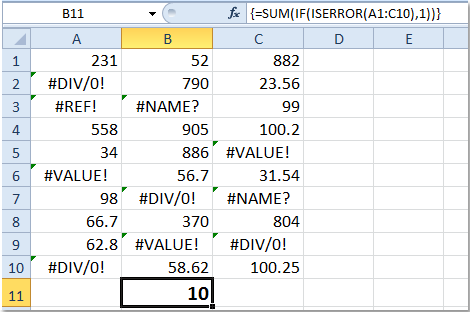 B11 fx {=SUM(IF(ISERROR(A1:C10),1))}
A B C D E
1 231 52 882
2 #DIV/0! 790 23.56
3 #REF! #NAME? 99
4 558 905 100.2
5 34 886 #VALUE!
6 #VALUE! 56.7 31.54
7 98 #DIV/0! #NAME?
8 66.7 370 804
9 62.8 #VALUE! #DIV/0!
10 #DIV/0! 58.62 100.25
11 10